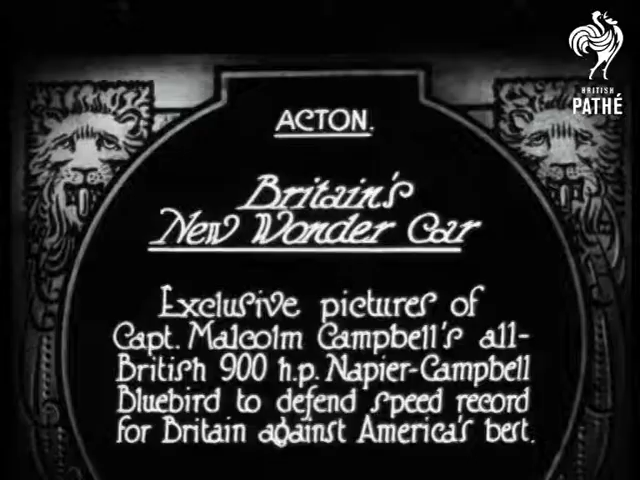 BRITISH
PATHÉ
ACTON.
Britain's
New Wonder Car
Exclusive pictures of
Capt. Malcolm Campbell's all-
British 900 h.p. Napier-Campbell
Bluebird to defend speed record
for Britain against America's best.